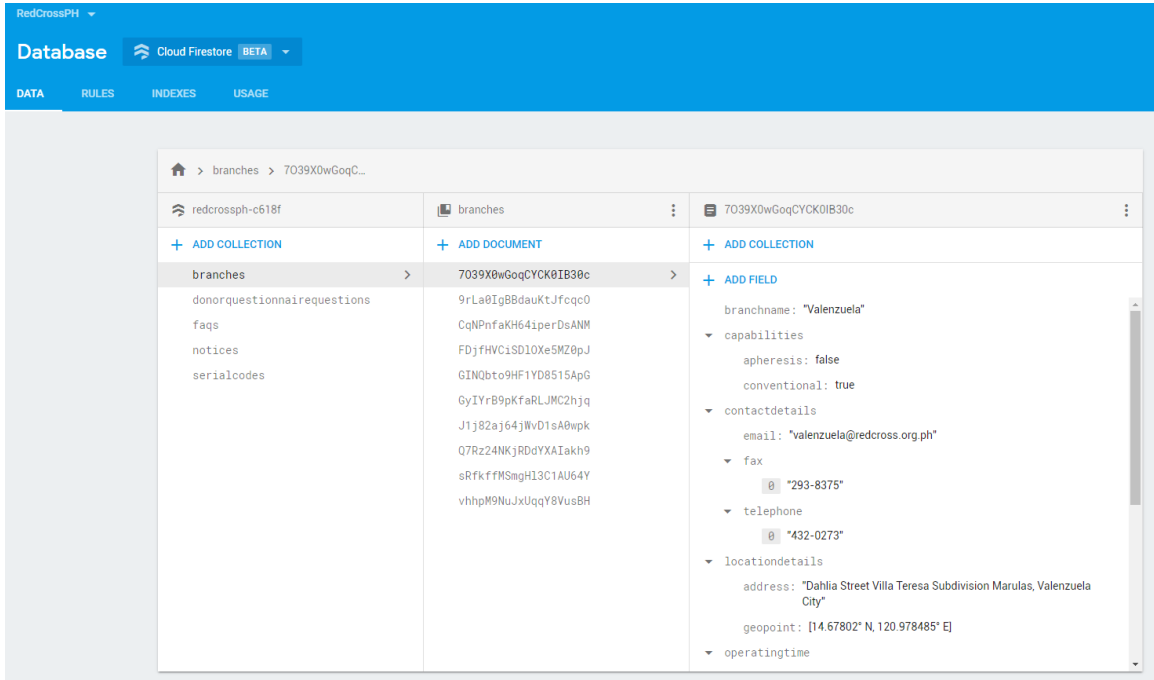 RedCrossPH
Database
Cloud Firestore BETA
DATA RULES INDEXES USAGE
branches > 7O39X0wGoqC...
redcrossph-c618f
ADD COLLECTION
branches
donorquestionnairequestions
faqs
notices
serialcodes
branches
ADD DOCUMENT
7O39X0wGoqCYCK0IB30c
9rLa0IgBBdauKtJfcqcO
CqNPnfaKH64iperDsANM
FDjfHVCiSDlOXe5MZ0pJ
GINQbto9HF1YD8515ApG
GyIYrB9pKfaRLJMC2hjq
J1j82aj64jWvD1sA0wpk
Q7Rz24NKjRDdYXAIakh9
sRfkffMSmgHl3C1AU64Y
vhhpM9NuJxUqqY8VusBH
7O39X0wGoqCYCK0IB30c
ADD COLLECTION
ADD FIELD
branchname: "Valenzuela"
capabilities
apheresis: false
conventional: true
contactdetails
email: "valenzuela@redcross.org.ph"
fax
0 "293-8375"
telephone
0 "432-0273"
locationdetails
address: "Dahlia Street Villa Teresa Subdivision Marulas, Valenzuela
City"
geopoint: [14.67802° N, 120.978485° E]
operatingtime